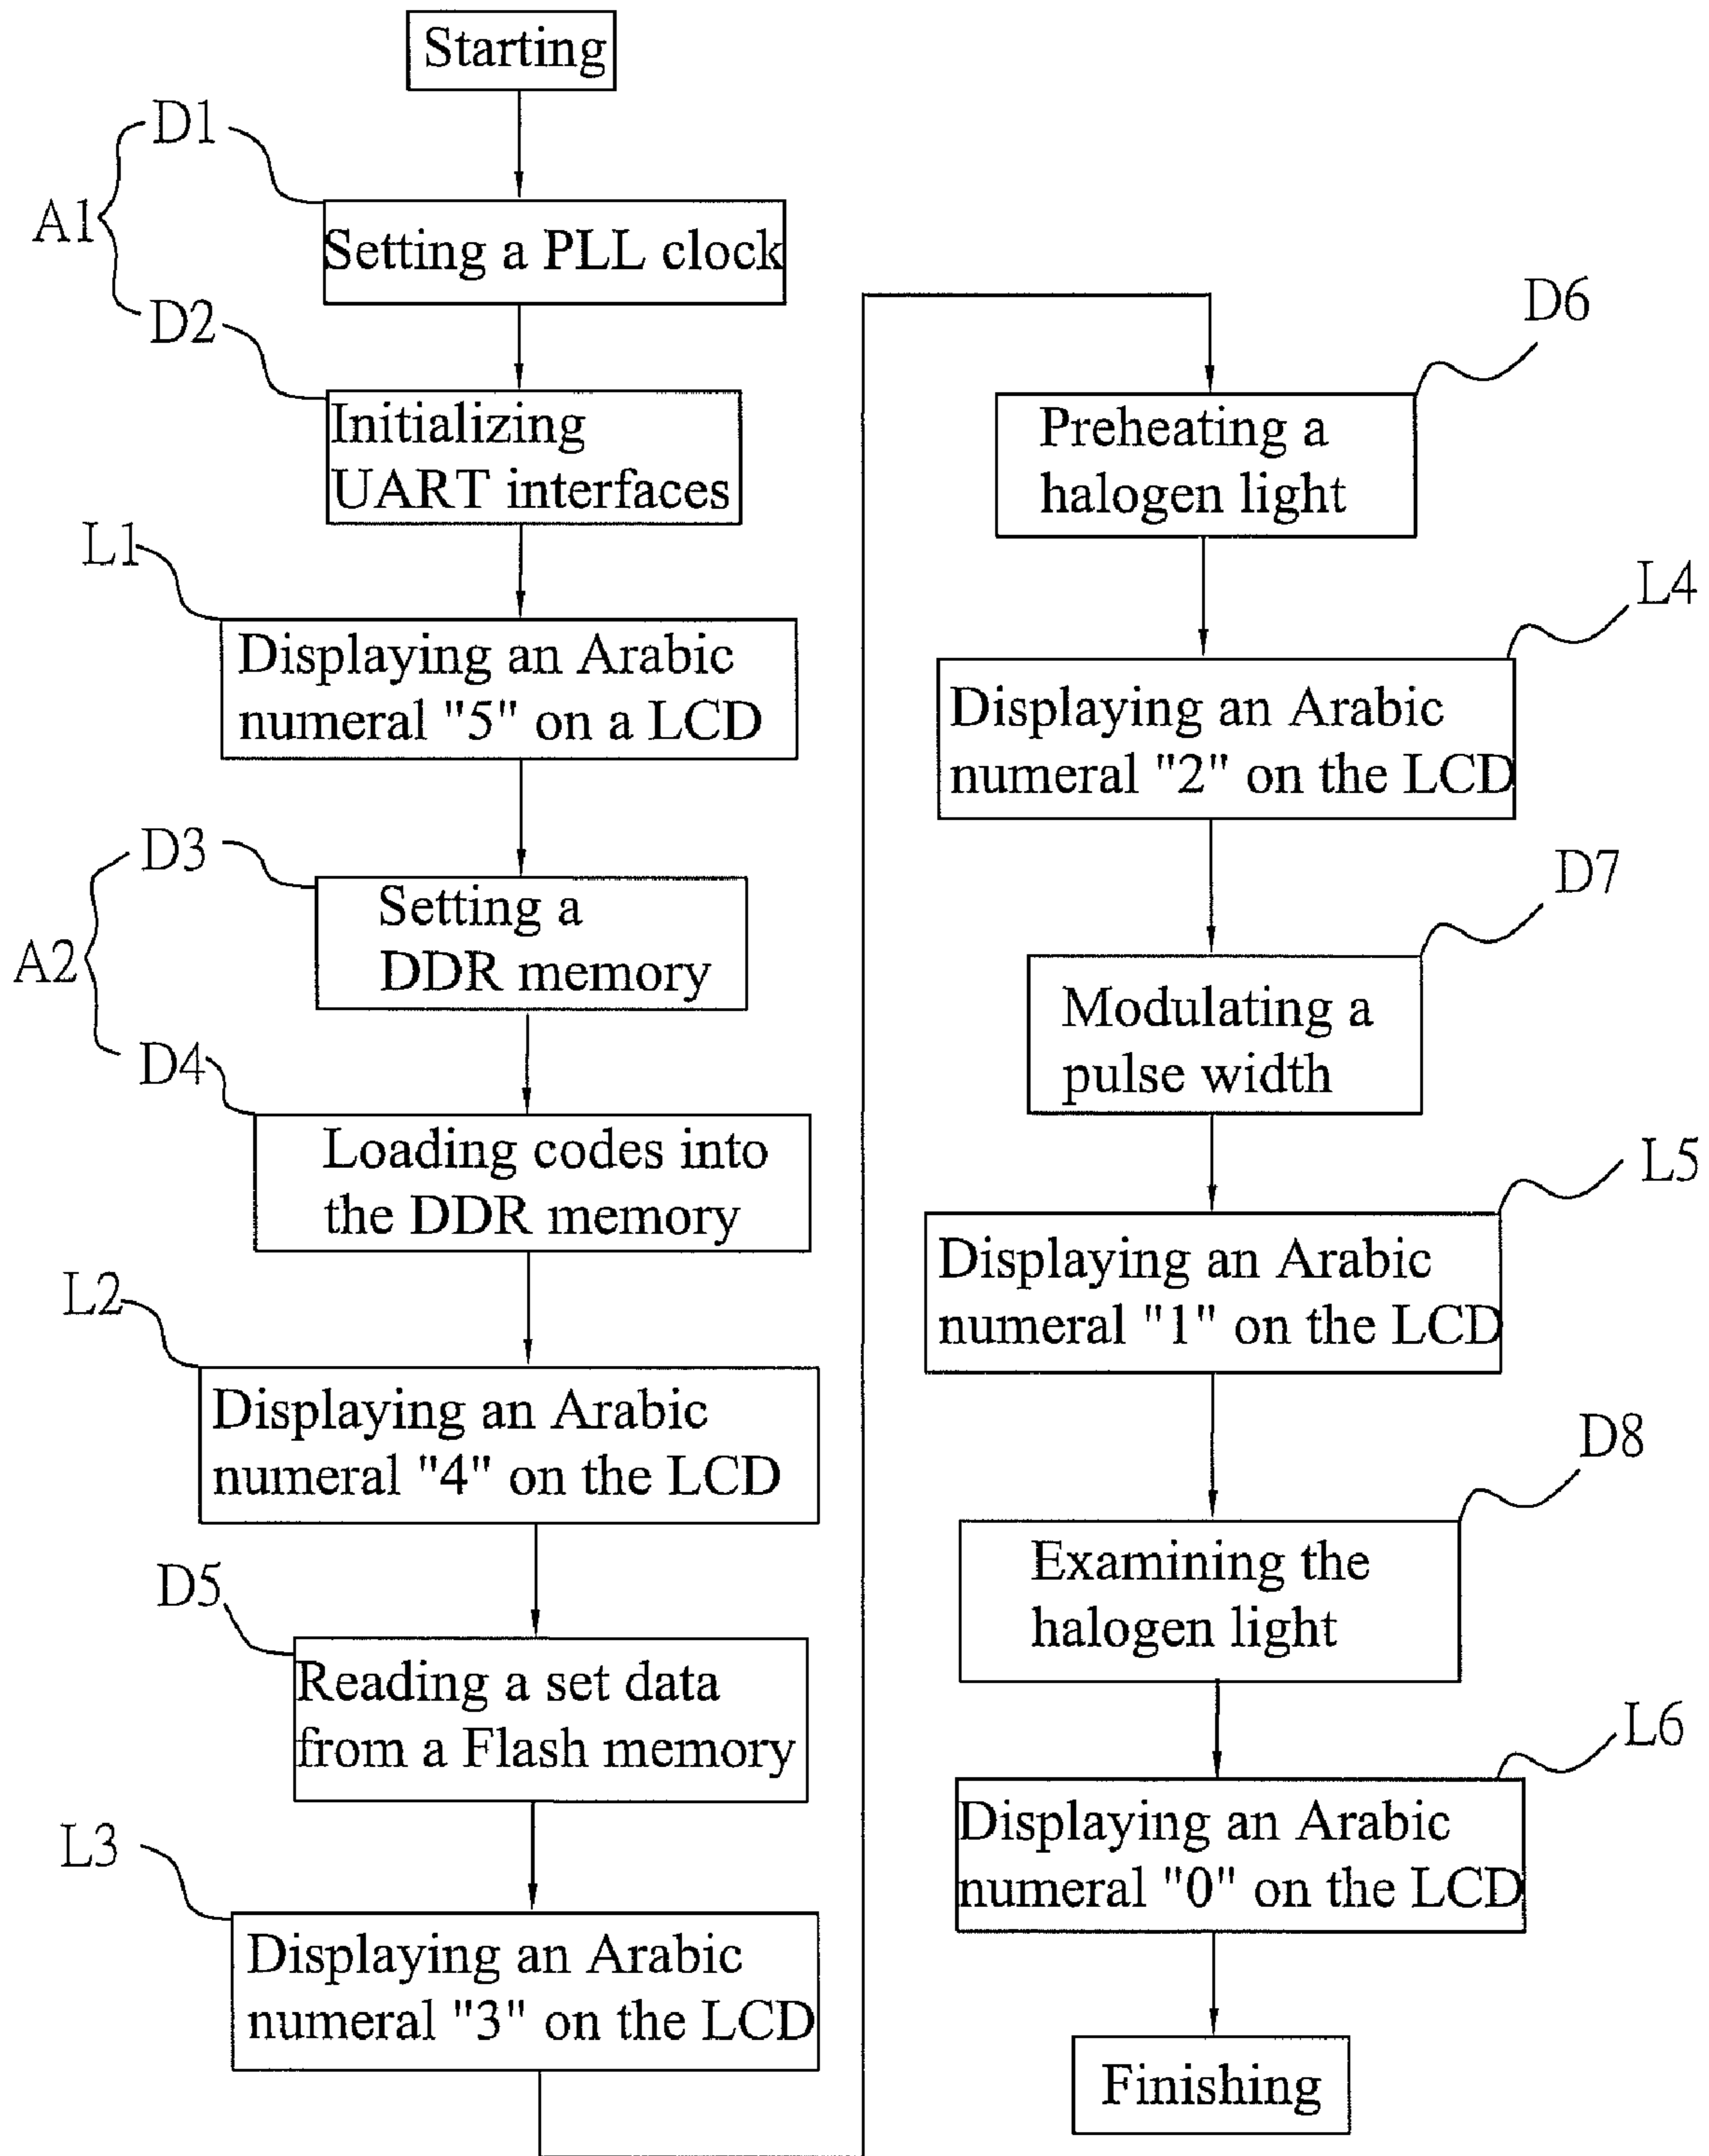 Starting
D1
A1
Setting a PLL clock
D2
Initializing
UART interfaces
L1
Displaying an Arabic
numeral "5" on a LCD
D3
Setting a
DDR memory
A2
D4
Loading codes into
the DDR memory
L2
Displaying an Arabic
numeral "4" on the LCD
D5
Reading a set data
from a Flash memory
L3
Displaying an Arabic
numeral "3" on the LCD
D6
Preheating a
halogen light
L4
Displaying an Arabic
numeral "2" on the LCD
D7
Modulating a
pulse width
L5
Displaying an Arabic
numeral "1" on the LCD
D8
Examining the
halogen light
L6
Displaying an Arabic
numeral "0" on the LCD
Finishing